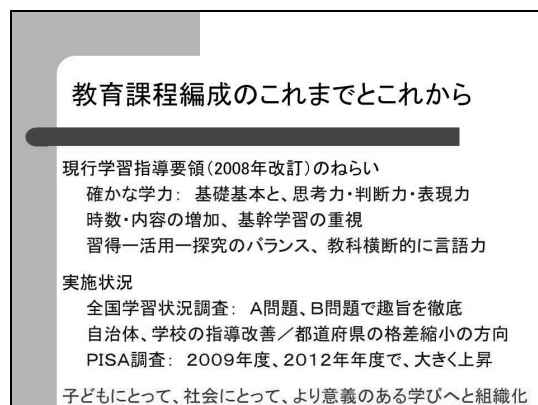 教育課程編成のこれまでとこれから
現行学習指導要領(2008年改訂)のねらい
確かな学力: 基礎基本と、思考力・判断力・表現力
時数・内容の増加、基幹学習の重視
習得ー活用ー探究のバランス、教科横断的に言語力
実施状況
全国学習状況調査: A問題、B問題で趣旨を徹底
自治体、学校の指導改善/都道府県の格差縮小の方向
PISA調査: 2009年度、2012年年度で、大きく上昇
子どもにとって、社会にとって、より意義のある学びへと組織化